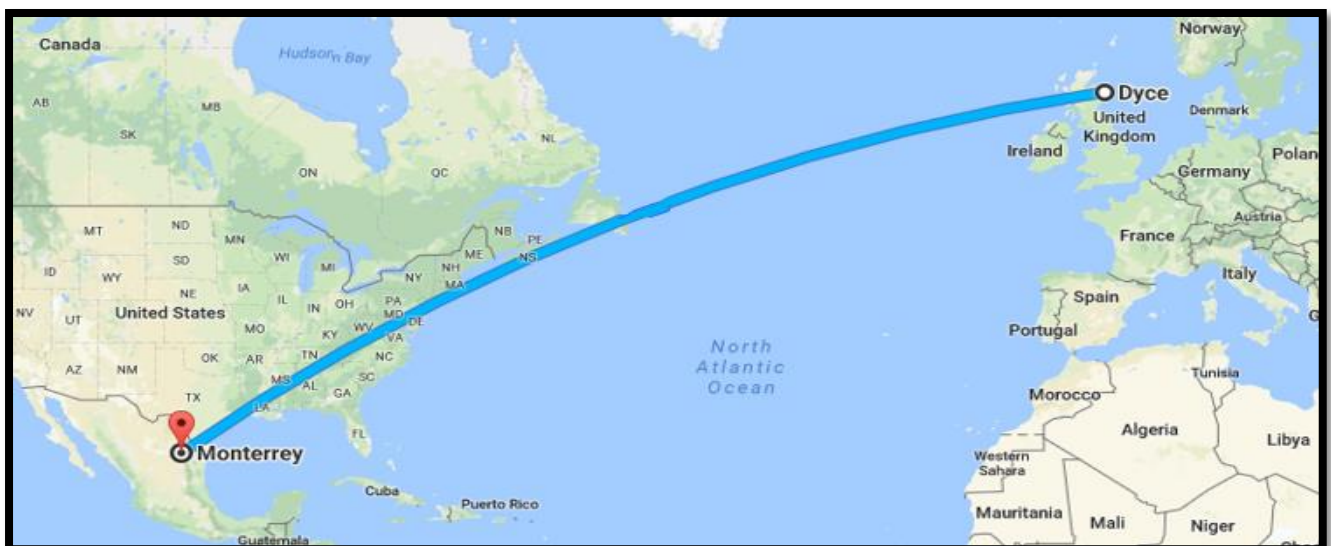 Norway
Canada
Hudson Bay
AB
MB
Dyce
Denmark
United
Kingdom
SK
NL
Ireland
Polan
ON
QC
Germany
MT
ND
MN
NB
PE
Austria
ME
NS
France
SD
WI
MI
NH
ID
WY
NY
MA
Italy
NE
IA
IL
IN
OH
PA
MD
DE
Spain
NV
UT
United States
MO
KY
WV
VA
Portugal
AZ
NM
OK
AR
TN
NC
SC
North
Atlantic
Ocean
Tunisia
TX
MS
AL
GA
LA
Morocco
Algeria
Libya
FL
Monterrey
Western
Sahara
Cuba
Puerto Rico
Mauritania
Mali
Niger
Guatemala